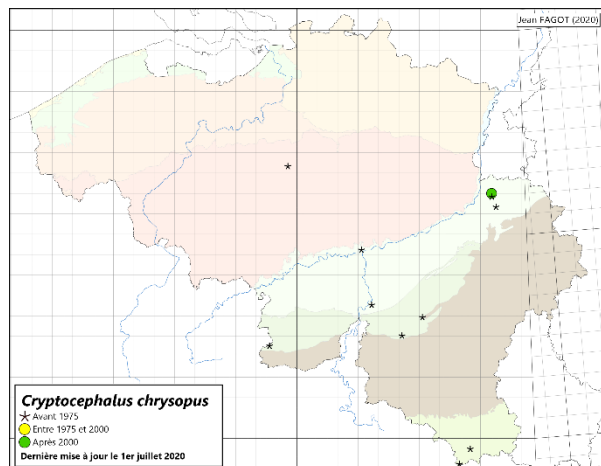 Jean FAGOT (2020)
Cryptocephalus chrysopus
Avant 1975
Entre 1975 et 2000
Après 2000
Dernière mise à jour le 1er juillet 2020